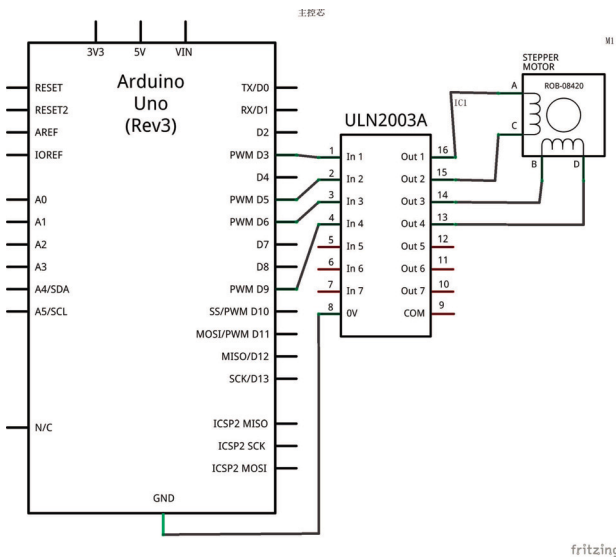 主控芯
M1
3V3 5V VIN
STEPPER
MOTOR
Arduino
Uno
(Rev3)
RESET
RESET2
AREF
IOREF
A0
A1
A2
A3
A4/SDA
A5/SCL
N/C
TX/D0
RX/D1
D2
PWM D3
D4
PWM D5
PWM D6
D7
D8
PWM D9
SS/PWM D10
MOSI/PWM D11
MISO/D12
SCK/D13
ICSP2 MISO
ICSP2 SCK
ICSP2 MOSI
GND
ULN2003A
IC1
1 In 1 Out 1 16
2 In 2 Out 2 15
3 In 3 Out 3 14
4 In 4 Out 4 13
5 In 5 Out 5 12
6 In 6 Out 6 11
7 In 7 Out 7 10
8 0V COM 9
A ROB-08420
C
B D
fritzing